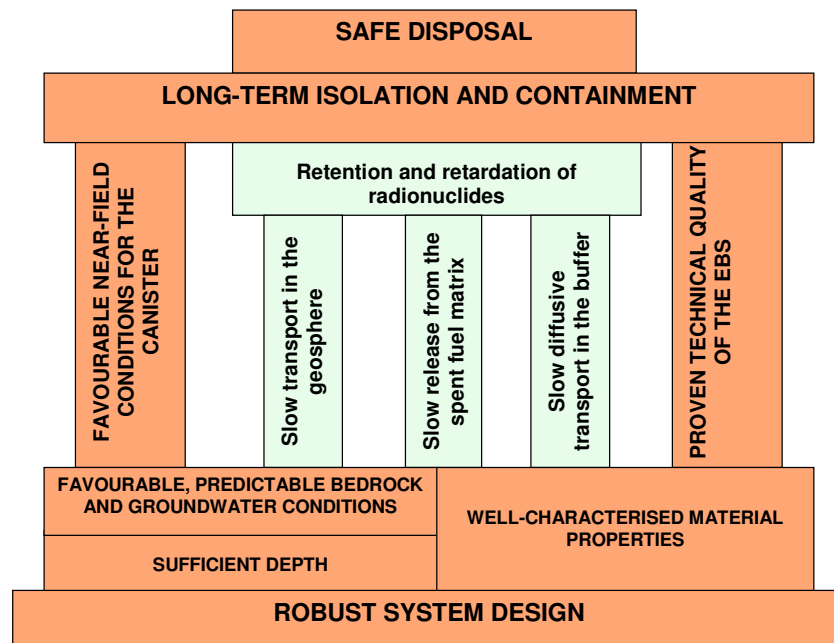 SAFE DISPOSAL
LONG-TERM ISOLATION AND CONTAINMENT
FAVOURABLE NEAR-FIELD
CONDITIONS FOR THE
CANISTER
Retention and retardation of
radionuclides
Slow transport in the
geosphere
Slow release from the
spent fuel matrix
Slow diffusive
transport in the buffer
PROVEN TECHNICAL QUALITY
OF THE EBS
FAVOURABLE, PREDICTABLE BEDROCK
AND GROUNDWATER CONDITIONS
SUFFICIENT DEPTH
WELL-CHARACTERISED MATERIAL
PROPERTIES
ROBUST SYSTEM DESIGN